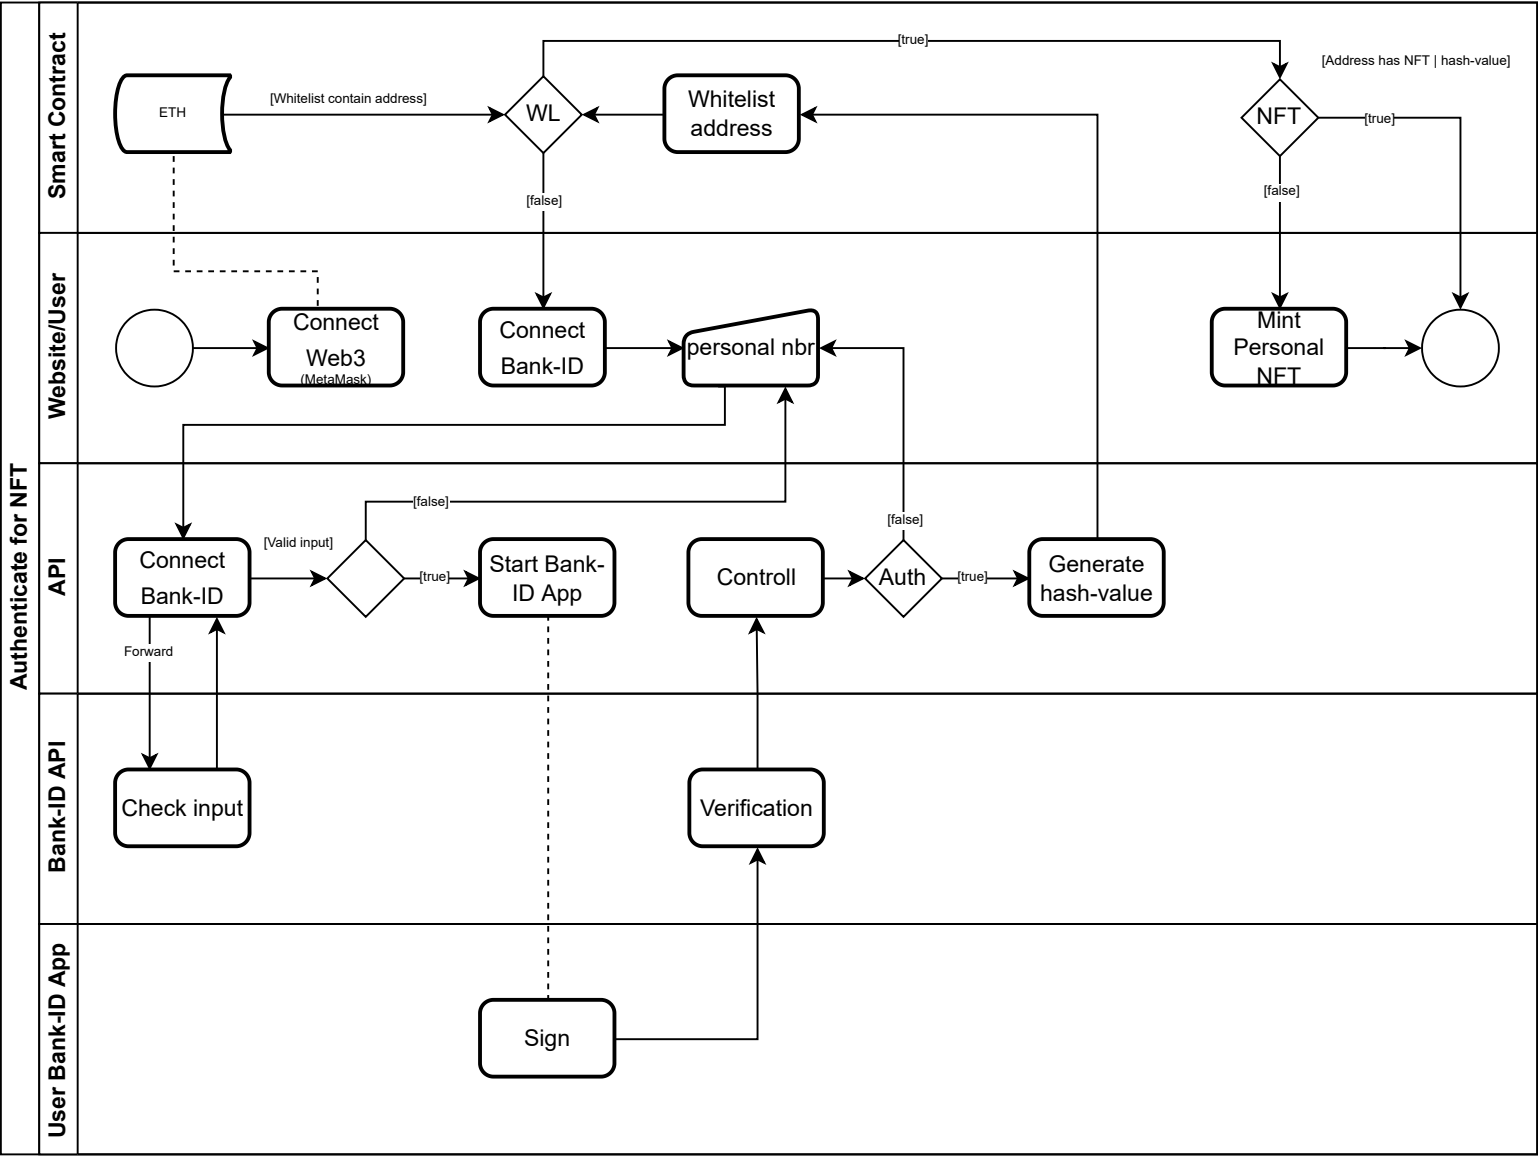 Authenticate for NFT
Smart Contract
[true]
[Address has NFT | hash-value]
ETH
[Whitelist contain address]
WL
Whitelist
address
NFT
[true]
[false]
[false]
Website/User
Connect
Web3
(MetaMask)
Connect
Bank-ID
personal nbr
Mint
Personal
NFT
API
[false]
[false]
[Valid input]
Connect
Bank-ID
[true]
Start Bank-
ID App
Controll
Auth
[true]
Generate
hash-value
Forward
Bank-ID API
Check input
Verification
User Bank-ID App
Sign